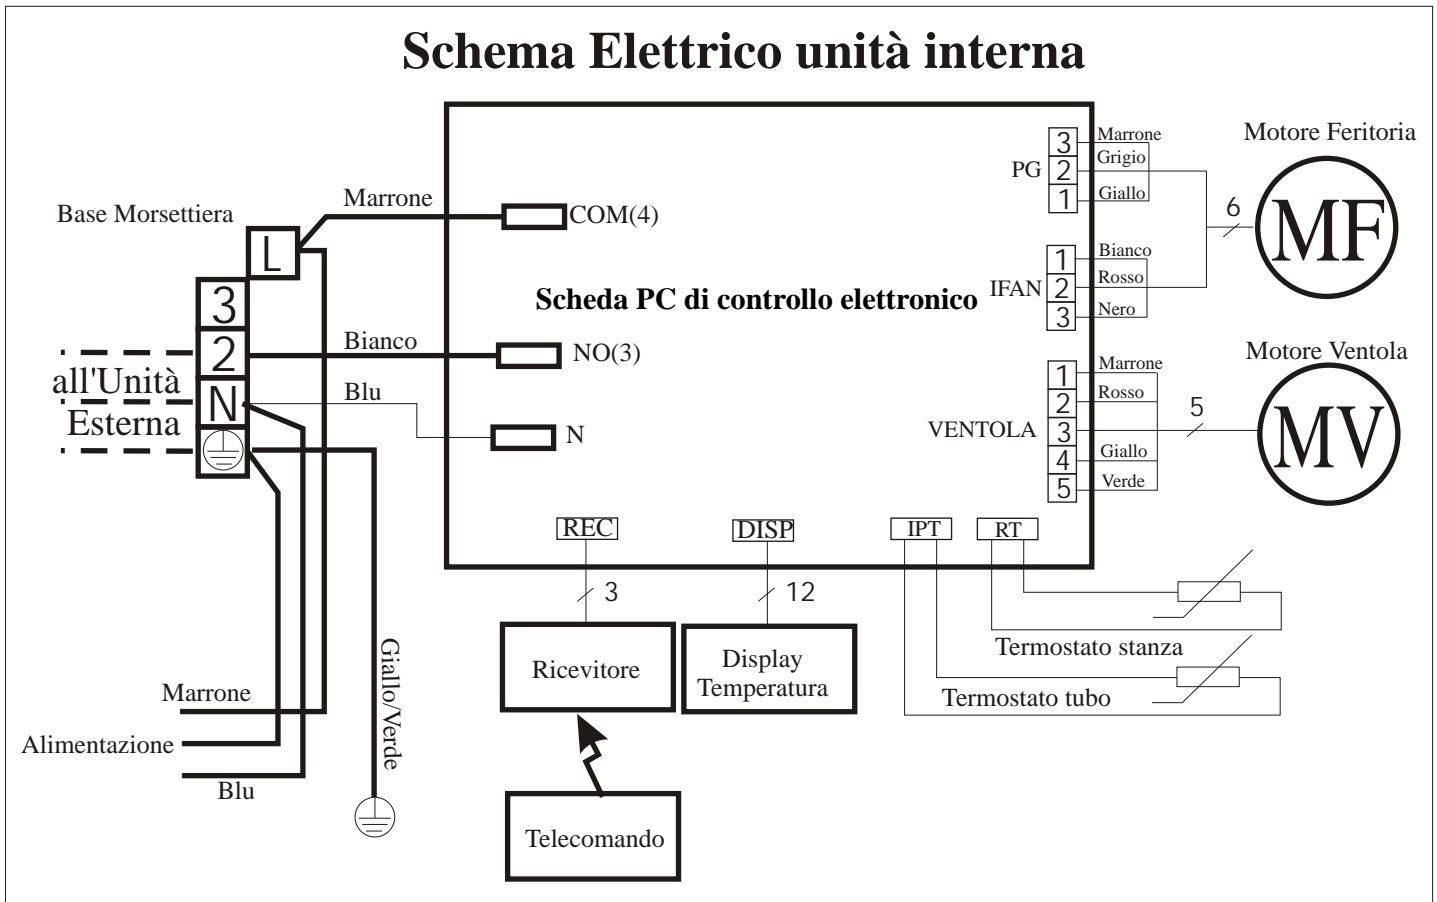 Schema Elettrico unità interna
Base Morsettiera
L
3
2
N
all'Unità
Esterna
Marrone
Bianco
Blu
COM(4)
NO(3)
N
Scheda PC di controllo elettronico
PG
3
2
1
Marrone
Grigio
Giallo
IFAN
1
2
3
Bianco
Rosso
Nero
6
Motore Feritoria
MF
VENTOLA
1
2
3
4
5
Marrone
Rosso
Giallo
Verde
5
Motore Ventola
MV
REC
DISP
IPT
RT
3
12
Ricevitore
Display
Temperatura
Termostato stanza
Termostato tubo
Telecomando
Marrone
Alimentazione
Blu
Giallo/Verde